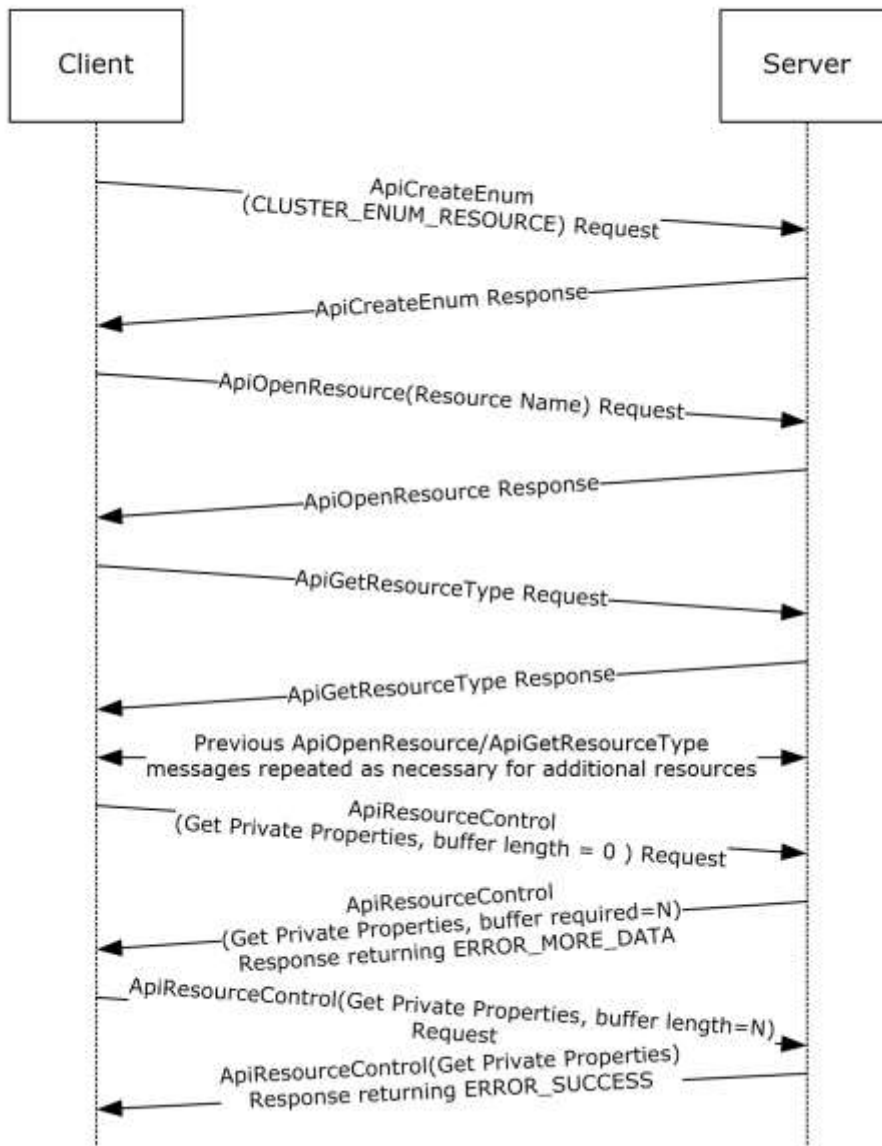 Client
Server
ApiCreateEnum
(CLUSTER_ENUM_RESOURCE) Request
ApiCreateEnum Response
ApiOpenResource(Resource Name) Request
ApiOpenResource Response
ApiGetResourceType Request
ApiGetResourceType Response
Previous ApiOpenResource/ApiGetResourceType
messages repeated as necessary for additional resources
ApiResourceControl
(Get Private Properties, buffer length = 0 ) Request
ApiResourceControl
(Get Private Properties, buffer required=N)
Response returning ERROR_MORE_DATA
ApiResourceControl(Get Private Properties, buffer length=N)
Request
ApiResourceControl(Get Private Properties)
Response returning ERROR_SUCCESS